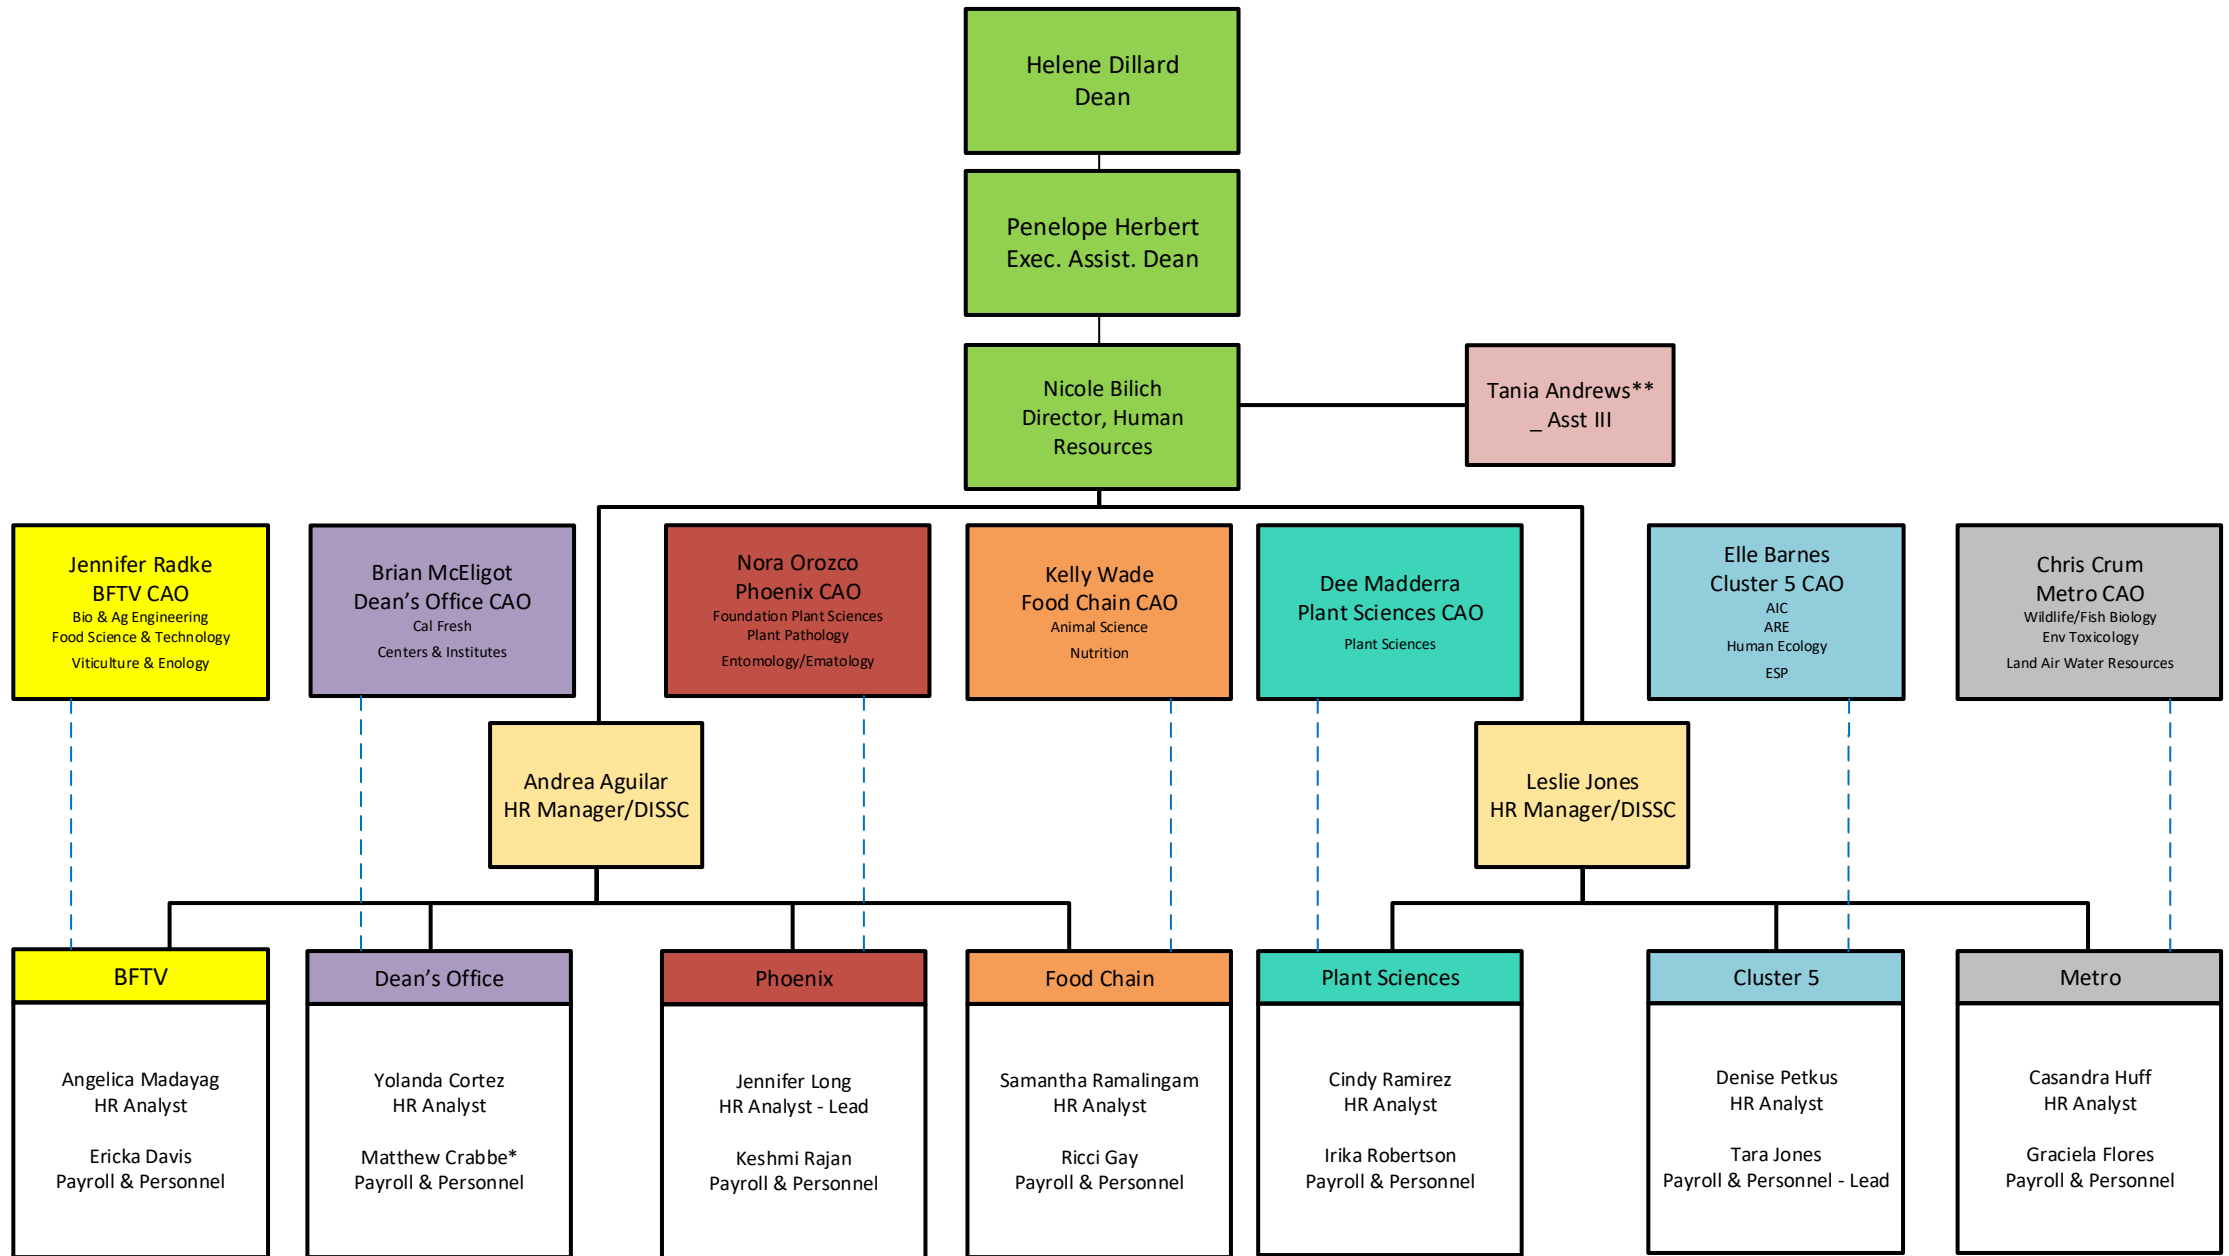 Helene Dillard
Dean
Penelope Herbert
Exec. Assist. Dean
Nicole Bilich
Director, Human
Resources
Tania Andrews**
_ Asst III
Jennifer Radke
BFTV CAO
Bio & Ag Engineering
Food Science & Technology
Viticulture & Enology
Brian McEligot
Dean’s Office CAO
Cal Fresh
Centers & Institutes
Nora Orozco
Phoenix CAO
Foundation Plant Sciences
Plant Pathology
Entomology/Ematology
Kelly Wade
Food Chain CAO
Animal Science
Nutrition
Dee Madderra
Plant Sciences CAO
Plant Sciences
Elle Barnes
Cluster 5 CAO
AIC
ARE
Human Ecology
ESP
Chris Crum
Metro CAO
Wildlife/Fish Biology
Env Toxicology
Land Air Water Resources
Andrea Aguilar
HR Manager/DISSC
Leslie Jones
HR Manager/DISSC
BFTV
Angelica Madayag
HR Analyst
Ericka Davis
Payroll & Personnel
Dean’s Office
Yolanda Cortez
HR Analyst
Matthew Crabbe*
Payroll & Personnel
Phoenix
Jennifer Long
HR Analyst - Lead
Keshmi Rajan
Payroll & Personnel
Food Chain
Samantha Ramalingam
HR Analyst
Ricci Gay
Payroll & Personnel
Plant Sciences
Cindy Ramirez
HR Analyst
Irika Robertson
Payroll & Personnel
Cluster 5
Denise Petkus
HR Analyst
Tara Jones
Payroll & Personnel - Lead
Metro
Casandra Huff
HR Analyst
Graciela Flores
Payroll & Personnel